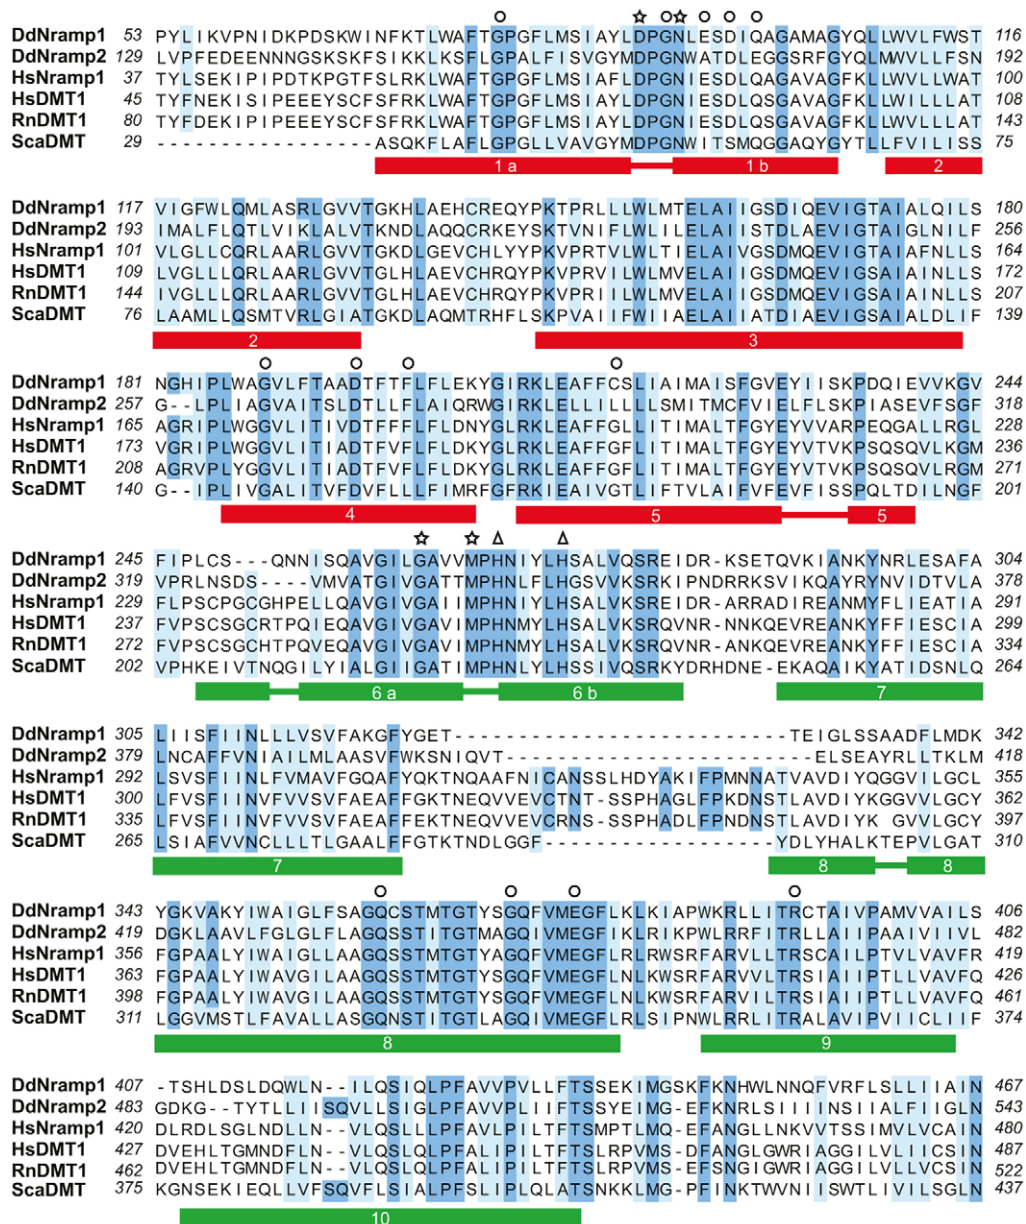 DdNramp1 53 PYLIKVPNIDKPDSKWINFKTLWAFTGPGFLMSIAYLDPGNLESDIQAGAMAGYQLLWVLFWST 116
DdNramp2 129 LVPFEDEENNNGSKSKFSIKKLKSFLGPALFISVGYMDPGNWATDLEGGSRFGYQLMWVLLFSN 192
HsNramp1 37 TYLSEKIPIPDTKPGTFSLRKLWAFTGPGFLMSIAFLDPGNIESDLQAGAVAGFKLLWVLLWAT 100
HsDMT1 45 TYFNEKISIPEEEYSCFSFRKLWAFTGPGFLMSIAYLDPGNIESDLQSGAVAGFKLLWILLLAT 108
RnDMT1 80 TYFDEKIPIPEEEYSCFSFRKLWAFTGPGFLMSIAYLDPGNIESDLQSGAVAGFKLLWVLLLAT 143
ScaDMT 29 -----------------ASQKFLAFLGPGLLVAVGYMDPGNWITSMQGGAQYGYTLLFVILISS 75
1 a 1 b 2
DdNramp1 117 VIGFWLQMLASRLGVVTGKHLAEHCREQYPKTPRLLLWLMTELAIIGSDIQEVIGTAIALQILS 180
DdNramp2 193 IMALFLQTLVIKLALVTKNDLAQQCRKEYSKTVNIFLWLILELAIISTDLAEVIGTAIGLNILF 256
HsNramp1 101 VLGLLCQRLAARLGVVTGKDLGEVCHLYYPKVPRTVLWLTIELAIVGSDMQEVIGTAIAFNLLS 164
HsDMT1 109 LVGLLLQRLAARLGVVTGLHLAEVCHRQYPKVPRVILWLMVELAIIGSDMQEVIGSAIAINLLS 172
RnDMT1 144 IVGLLLQRLAARLGVVTGLHLAEVCHRQYPKVPRIILWLMVELAIIGSDMQEVIGSAIAINLLS 207
ScaDMT 76 LAAMLLQSMTVRLGIATGKDLAQMTRHFLSKPVAIIFWIIAELAIIATDIAEVIGSAIALDLIF 139
2 3
DdNramp1 181 NGHIPLWAGVLFTAADTFTFLFLEKYGIRKLEAFFCSLIAIMAISFGVEYIISKPDQIEVVKGV 244
DdNramp2 257 G--LPLIAGVAITSLDTLLFLAIQRWGIRKLELLILLLLSMITMCFVIELFLSKPIASEVFSGF 318
HsNramp1 165 AGRIPLWGGVLITIVDTFFFLFLDNYGLRKLEAFFGLLITIMALTFGYEYVVARPEQGALLRGL 228
HsDMT1 173 VGRIPLWGGVLITIADTFVFLFLDKYGLRKLEAFFGFLITIMALTFGYEYVTVKPSQSQVLKGM 236
RnDMT1 208 AGRVPLYGGVLITIADTFVFLFLDKYGLRKLEAFFGFLITIMALTFGYEYVTVKPSQSQVLRGM 271
ScaDMT 140 G--IPLIVGALITVFDVFLLLFIMRFGFRKIEAIVGTLIFTVLAIFVFEVFISSPQLTDILNGF 201
4 5 5
DdNramp1 245 FIPLCS---QNNISQAVGILGAVVMPHNIYLHSALVQSREIDR-KSETQVKIANKYNRLESAFA 304
DdNramp2 319 VPRLNSDS----VMVATGIVGATTMPHNLFLHGSVVKSRKIPNDRRKSVIKQAYRYNVIDTVLA 378
HsNramp1 229 FLPSCPGCGHPELLQAVGIVGAIIMPHNIYLHSALVKSREIDR-ARRADIREANMYFLIEATIA 291
HsDMT1 237 FVPSCSGCRTPQIEQAVGIVGAVIMPHNMYLHSALVKSRQVNR-NNKQEVREANKYFFIESCIA 299
RnDMT1 272 FVPSCSGCHTPQVEQAVGIVGAVIMPHNMYLHSALVKSRQVNR-ANKQEVREANKYFFIESCIA 334
ScaDMT 202 VPHKEIVTNQGILYIALGIIGATIMPHNLYLHSSIVQSRKYDRHDNE-EKAQAIKYATIDSNLQ 264
6 a 6 b 7
DdNramp1 305 LIISFIINLLLVSVFAKGFYGET--------------------------TEIGLSSAADFLMDK 342
DdNramp2 379 LNCAFFVNIAILMLAASVFWKSNIQVT----------------------ELSEAYRLLTKLM 418
HsNramp1 292 LSVSFIINLFVMAVFGQAFYQKTNQAAFNICANSSLHDYAKIFPMNNATVAVDIYQGGVILGCL 355
HsDMT1 300 LFVSFIINVFVVSVFAEAFFGKTNEQVVEVCTNT-SSPHAGLFPKDNSTLAVDIYKGGVVLGCY 362
RnDMT1 335 LFVSFIINVFVVSVFAEAFFEKTNEQVVEVCRNS-SSPHADLFPNDNSTLAVDIYK GVVLGCY 397
ScaDMT 265 LSIAFVVNCLLLTLGAALFFGTKTNDLGGF------------------YDLYHALKTEPVLGAT 310
7 8 8
DdNramp1 343 YGKVAKYIWAIGLFSAGQCSTMTGTYSGQFVMEGFLKLKIAPWKRLLITRCTAIVPAMVVAILS 406
DdNramp2 419 DGKLAAVLFGLGLFLAGQSSTITGTMAGQIVMEGFIKLRIKPWLRRFITRLLAIIPAAIVIIVL 482
HsNramp1 356 FGPAALYIWAIGLLAAGQSSTMTGTYAGQFVMEGFLRLRWSRFARVLLTRSCAILPTVLVAVFR 419
HsDMT1 363 FGPAALYIWAVGILAAGQSSTMTGTYSGQFVMEGFLNLKWSRFARVVLTRSIAIIPTLLVAVFQ 426
RnDMT1 398 FGPAALYIWAVGILAAGQSSTMTGTYSGQFVMEGFLNLKWSRFARVILTRSIAIIPTLLVAVFQ 461
ScaDMT 311 LGGVMSTLFAVALLASGQNSTITGTLAGQIVMEGFLRLSIPNWLRRLITRALAVIPVIICLIIF 374
8 9
DdNramp1 407 -TSHLDSLDQWLN--ILQSIQLPFAVVPVLLFTSSEKIMGSKFKNHWLNNQFVRFLSLLIIAIN 467
DdNramp2 483 GDKG--TYTLLIISQVLLSIGLPFAVVPLIIFTSSYEIMG-EFKNRLSIIIINSIIALFIIGLN 543
HsNramp1 420 DLRDLSGLNDLLN--VLQSLLLPFAVLPILTFTSMPTLMQ-EFANGLLNKVVTSSIMVLVCAIN 480
HsDMT1 427 DVEHLTGMNDFLN--VLQSLQLPFALIPILTFTSLRPVMS-DFANGLGWRIAGGILVLIICSIN 487
RnDMT1 462 DVEHLTGMNDFLN--VLQSLQLPFALIPILTFTSLRPVMS-EFSNGIGWRIAGGILVLLVCSIN 522
ScaDMT 375 KGNSEKIEQLLVFSQVFLSIALPFSLIPLQLATSNKKLMG-PFINKTWVNIISWTLIVILSGLN 437
10